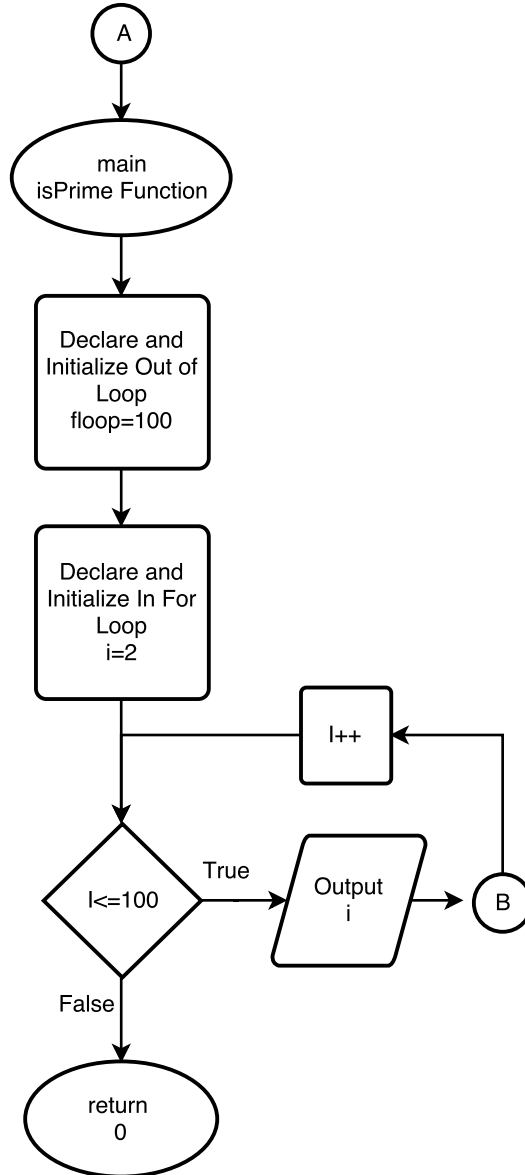 A
main
isPrime Function
Declare and
Initialize Out of
Loop
floop=100
Declare and
Initialize In For
Loop
i=2
I++
I<=100
True
Output
i
B
False
return
0